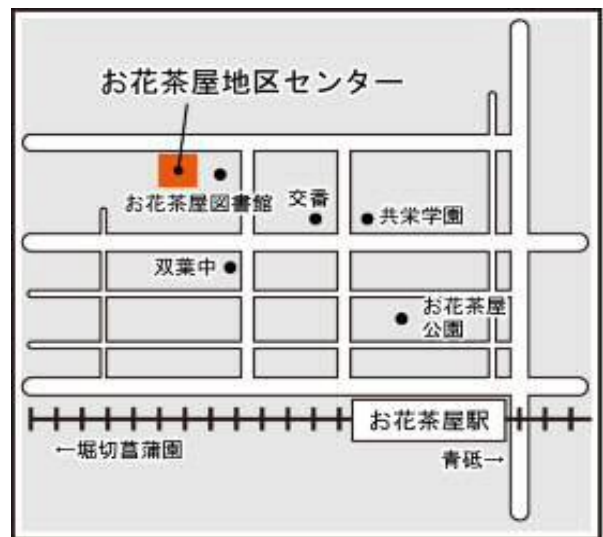 お花茶屋地区センター
お花茶屋図書館
交番
共栄学園
双葉中
お花茶屋
公園
お花茶屋駅
←堀切菖蒲園
青砥→